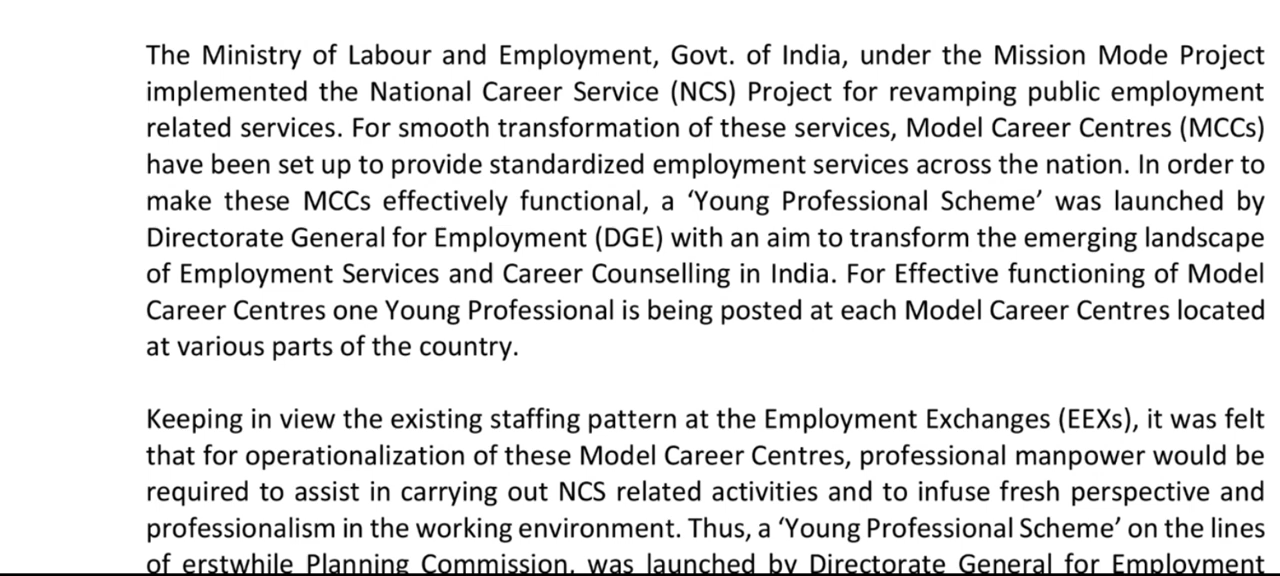 The Ministry of Labour and Employment, Govt. of India, under the Mission Mode Project
implemented the National Career Service (NCS) Project for revamping public employment
related services. For smooth transformation of these services, Model Career Centres (MCCs)
have been set up to provide standardized employment services across the nation. In order to
make these MCCs effectively functional, a ‘Young Professional Scheme’ was launched by
Directorate General for Employment (DGE) with an aim to transform the emerging landscape
of Employment Services and Career Counselling in India. For Effective functioning of Model
Career Centres one Young Professional is being posted at each Model Career Centres located
at various parts of the country.
Keeping in view the existing staffing pattern at the Employment Exchanges (EEXs), it was felt
that for operationalization of these Model Career Centres, professional manpower would be
required to assist in carrying out NCS related activities and to infuse fresh perspective and
professionalism in the working environment. Thus, a ‘Young Professional Scheme’ on the lines
of erstwhile Planning Commission, was launched by Directorate General for Employment